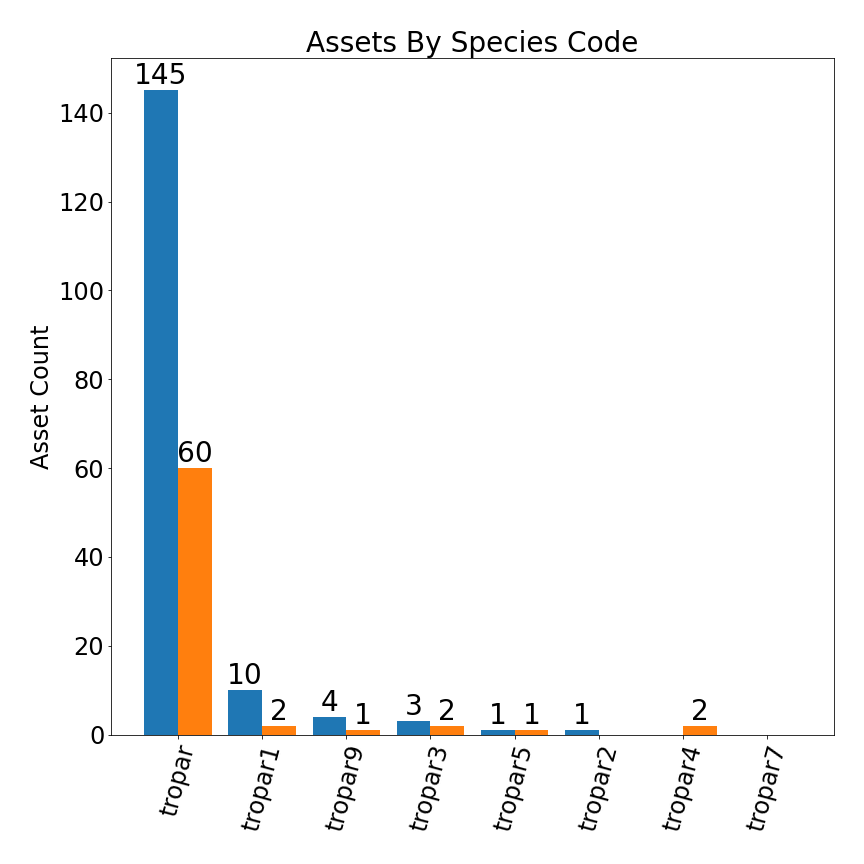 Assets By Species Code
Asset Count
140
120
100
80
60
40
20
0
145
60
10
2
4
1
3
2
1
1
1
2
tropar
tropar1
tropar9
tropar3
tropar5
tropar2
tropar4
tropar7